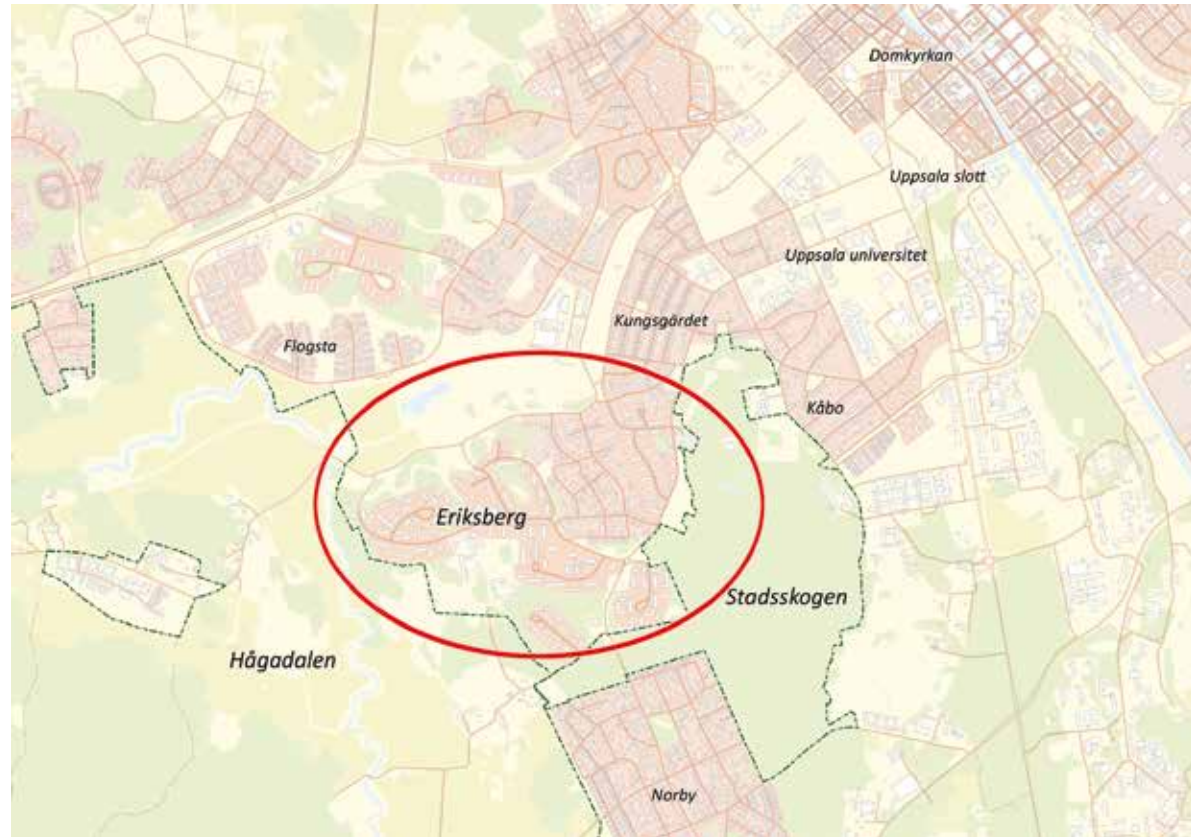 Domkyrkan
Uppsala slott
Uppsala universitet
Kungsgärdet
Flogsta
Kåbo
Eriksberg
Stadsskogen
Hågadalen
Norby